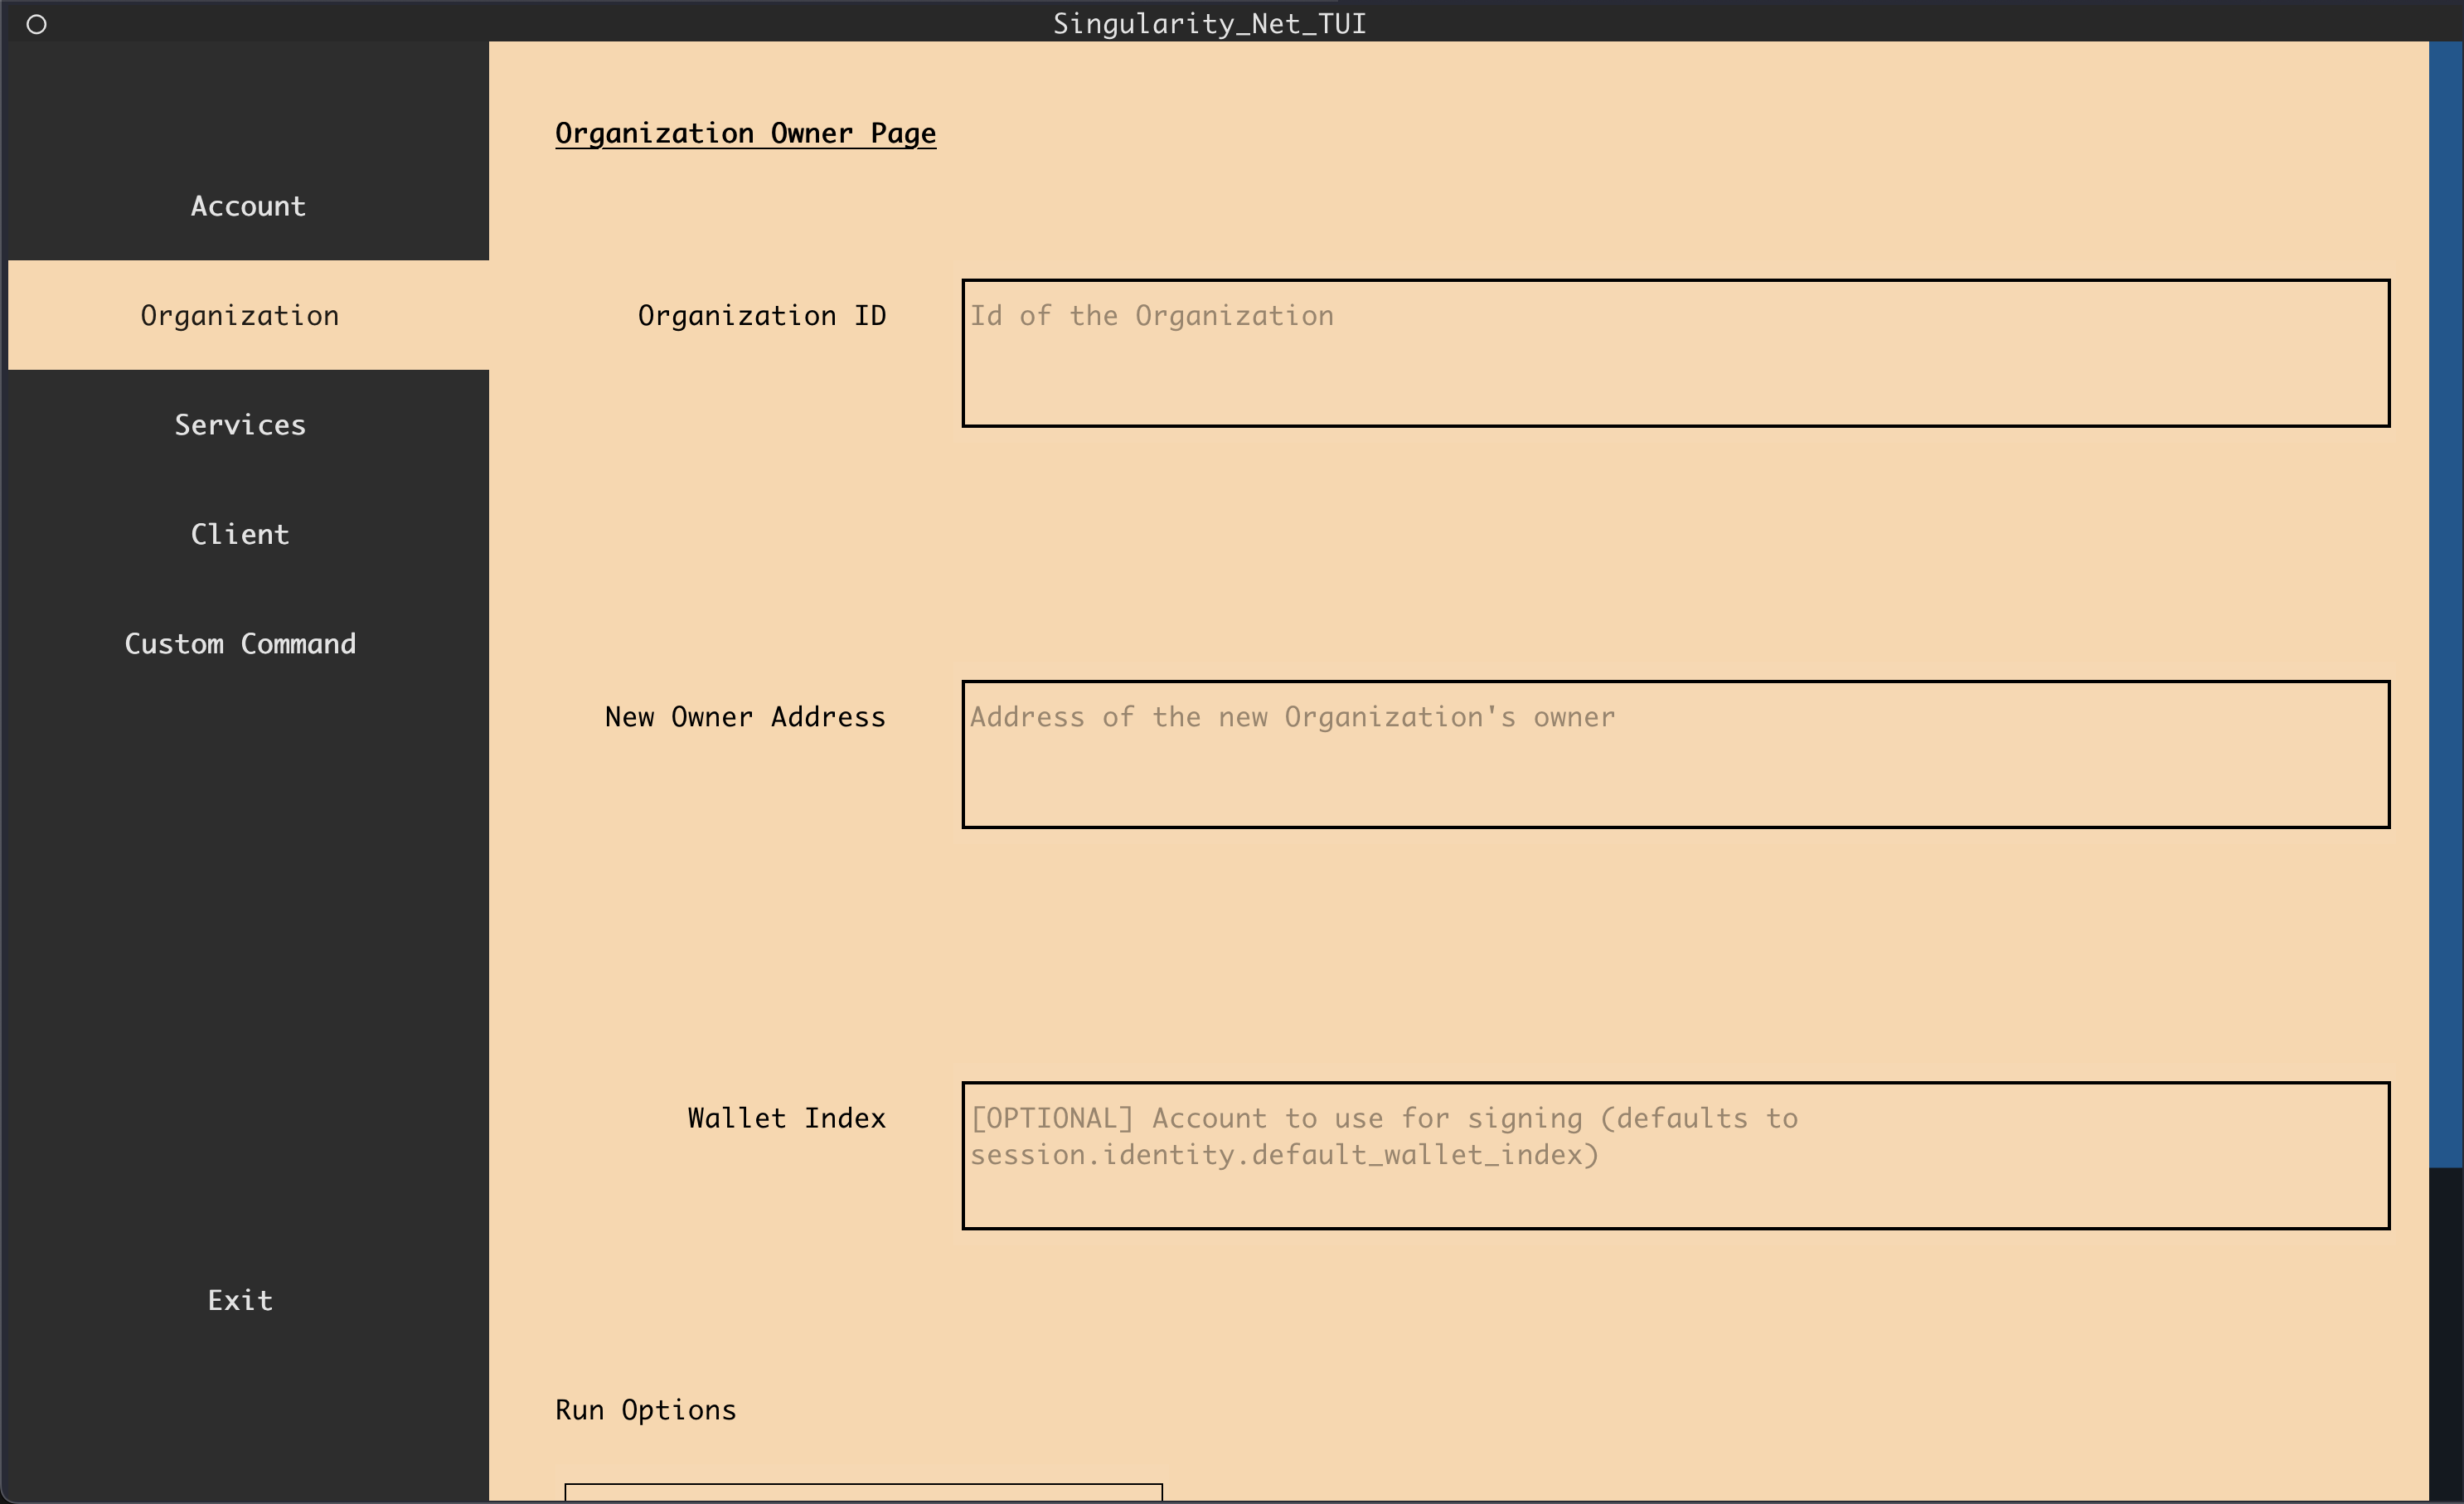 Singularity_Net_TUI
Account
Organization
Services
Client
Custom Command
Exit
Organization Owner Page
Organization ID
Id of the Organization
New Owner Address
Address of the new Organization's owner
Wallet Index
[OPTIONAL] Account to use for signing (defaults to
session.identity.default_wallet_index)
Run Options